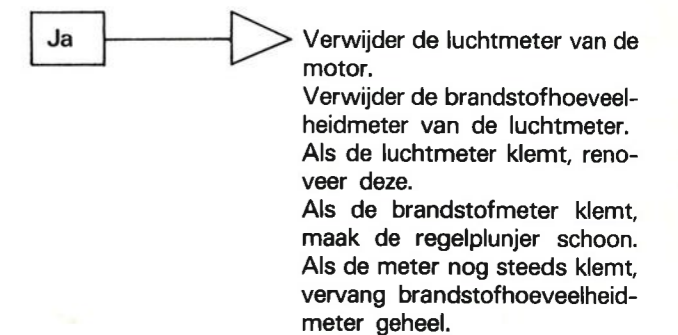 Ja
Verwijder de luchtmeter van de
motor.
Verwijder de brandstofhoeveel-
heidmeter van de luchtmeter.
Als de luchtmeter klemt, reno-
veer deze.
Als de brandstofmeter klemt,
maak de regelplunjer schoon.
Als de meter nog steeds klemt,
vervang brandstofhoeveelheid-
meter geheel.